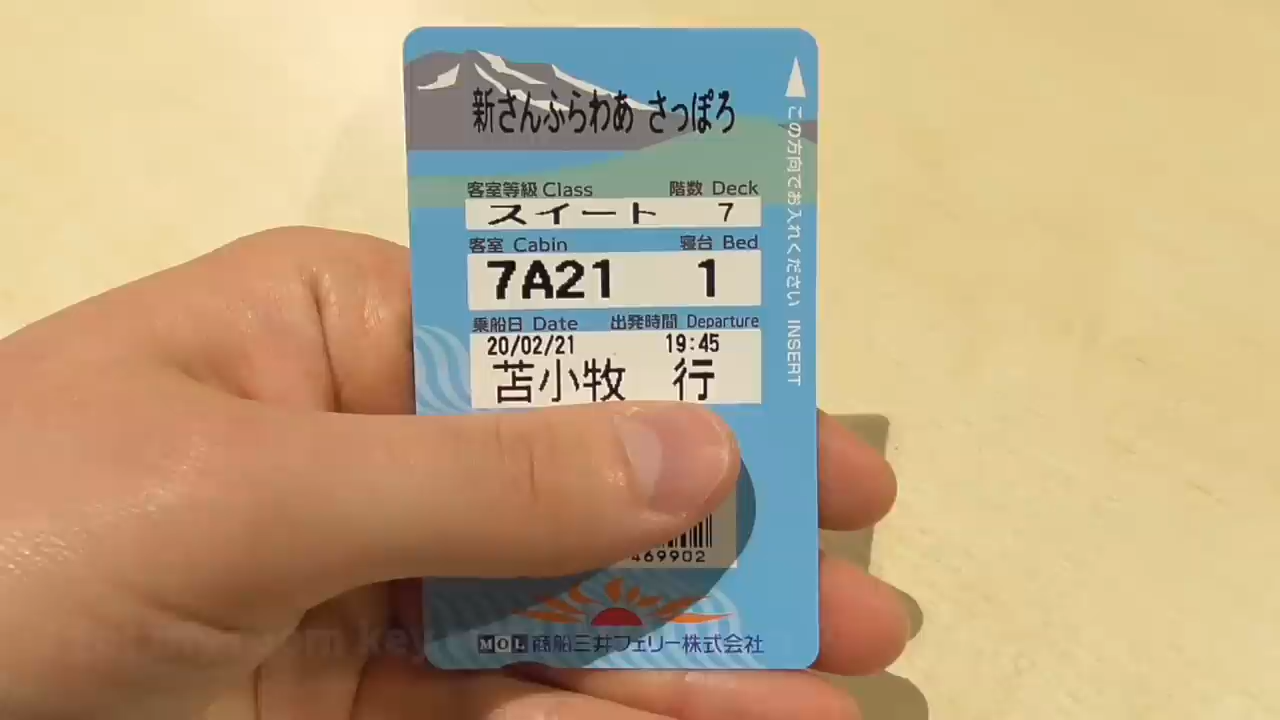 新さんふらわあ さっぽろ
客室等級 Class 階数 Deck
スイート 7
客室 Cabin 寝台 Bed
7A21 1
乗船日 Date 出発時間 Departure
20/02/21 19:45
苫小牧 行
469902
MOL 商船三井フェリー株式会社
この方向でお入れください INSERT